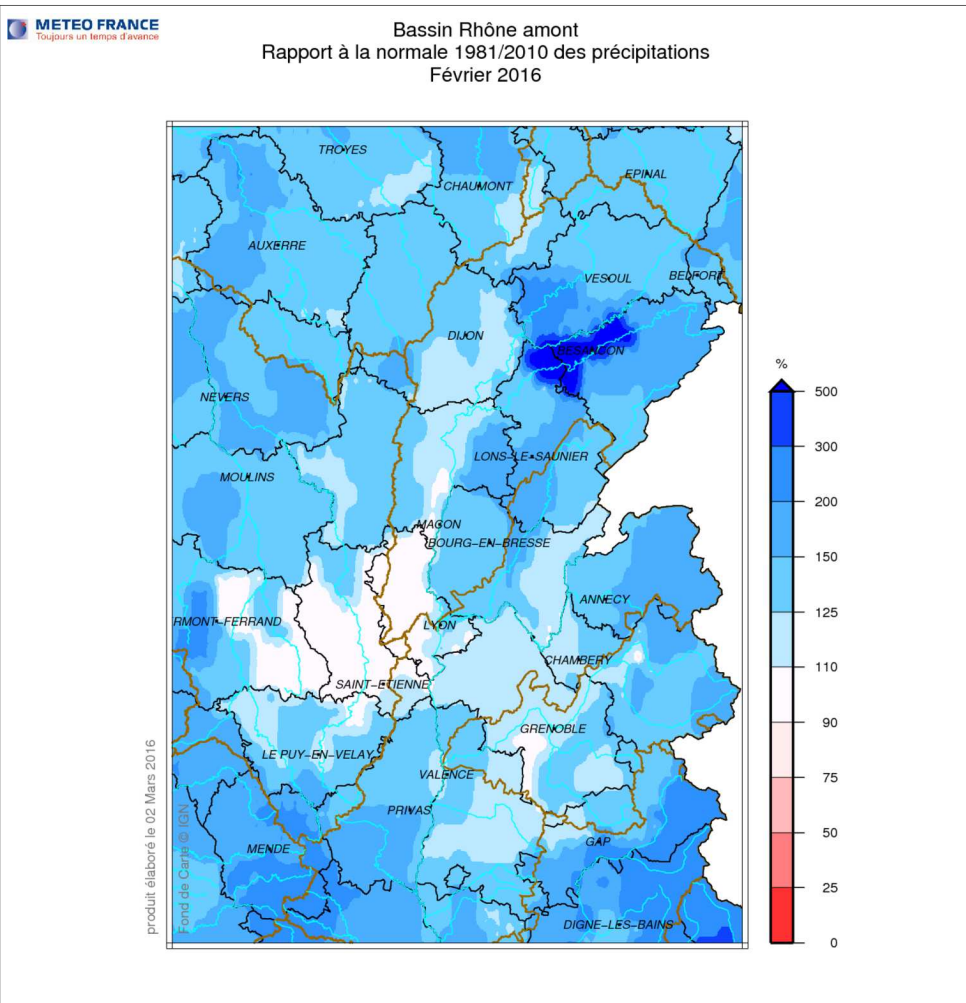 METEO FRANCE
Toujours un temps d'avance
Bassin Rhône amont
Rapport à la normale 1981/2010 des précipitations
Février 2016
TROYES
CHAUMONT
EPINAL
AUXERRE
VESOUL
BELFORT
DIJON
BESANCON
NEVERS
LONS-LE-SAUNIER
MOULINS
MACON
BOURG-EN-BRESSE
ANNECY
RMONT-FERRAND
LYON
CHAMBERY
SAINT-ETIENNE
GRENOBLE
LE PUY-EN-VELAY
VALENCE
PRIVAS
GAP
MENDE
DIGNE-LES-BAINS
%
500
300
200
150
125
110
90
75
50
25
0
produit élaboré le 02 Mars 2016
Fond de Carte © IGN